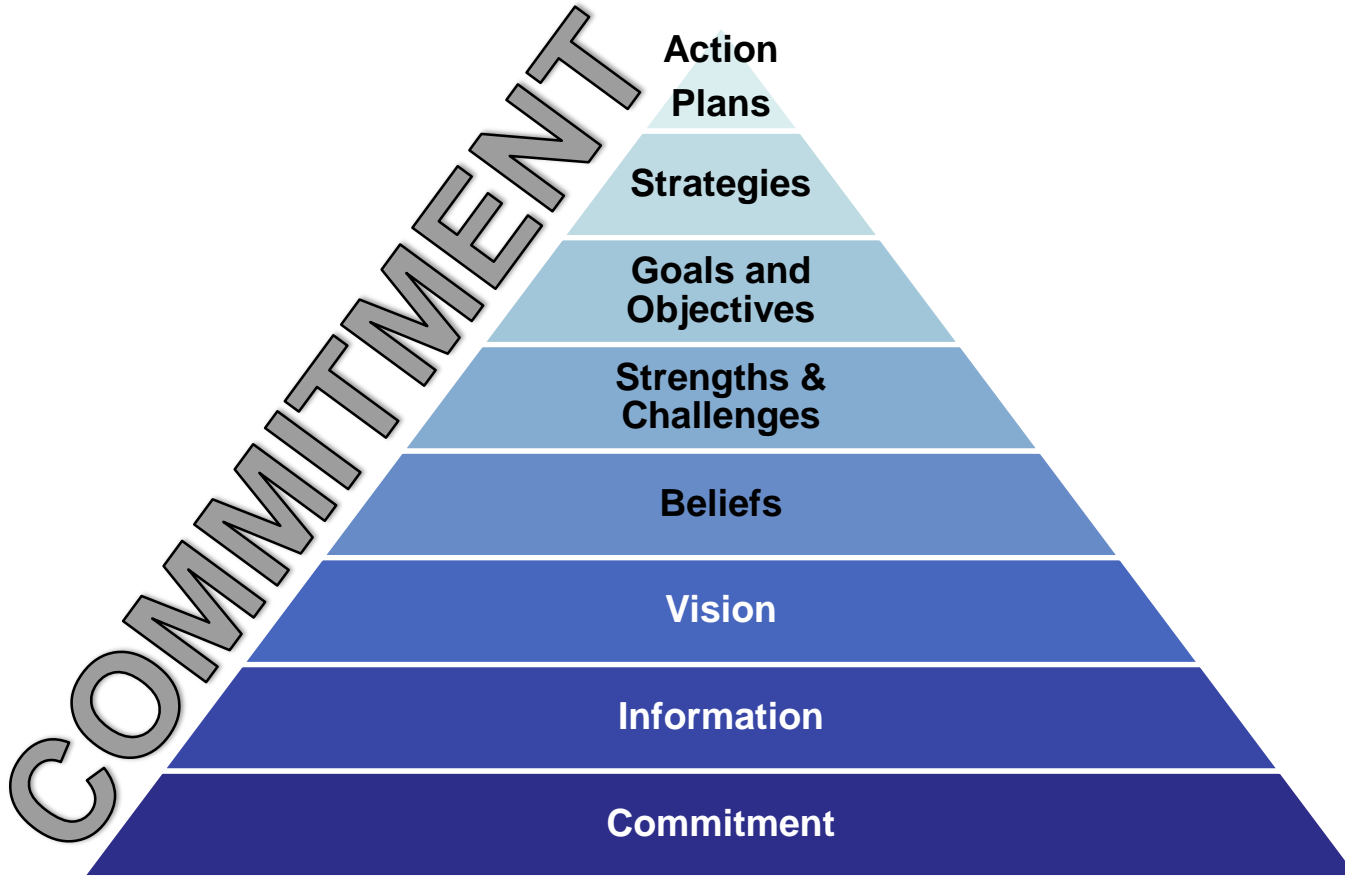 COMMITMENT
Action
Plans
Strategies
Goals and
Objectives
Strengths &
Challenges
Beliefs
Vision
Information
Commitment